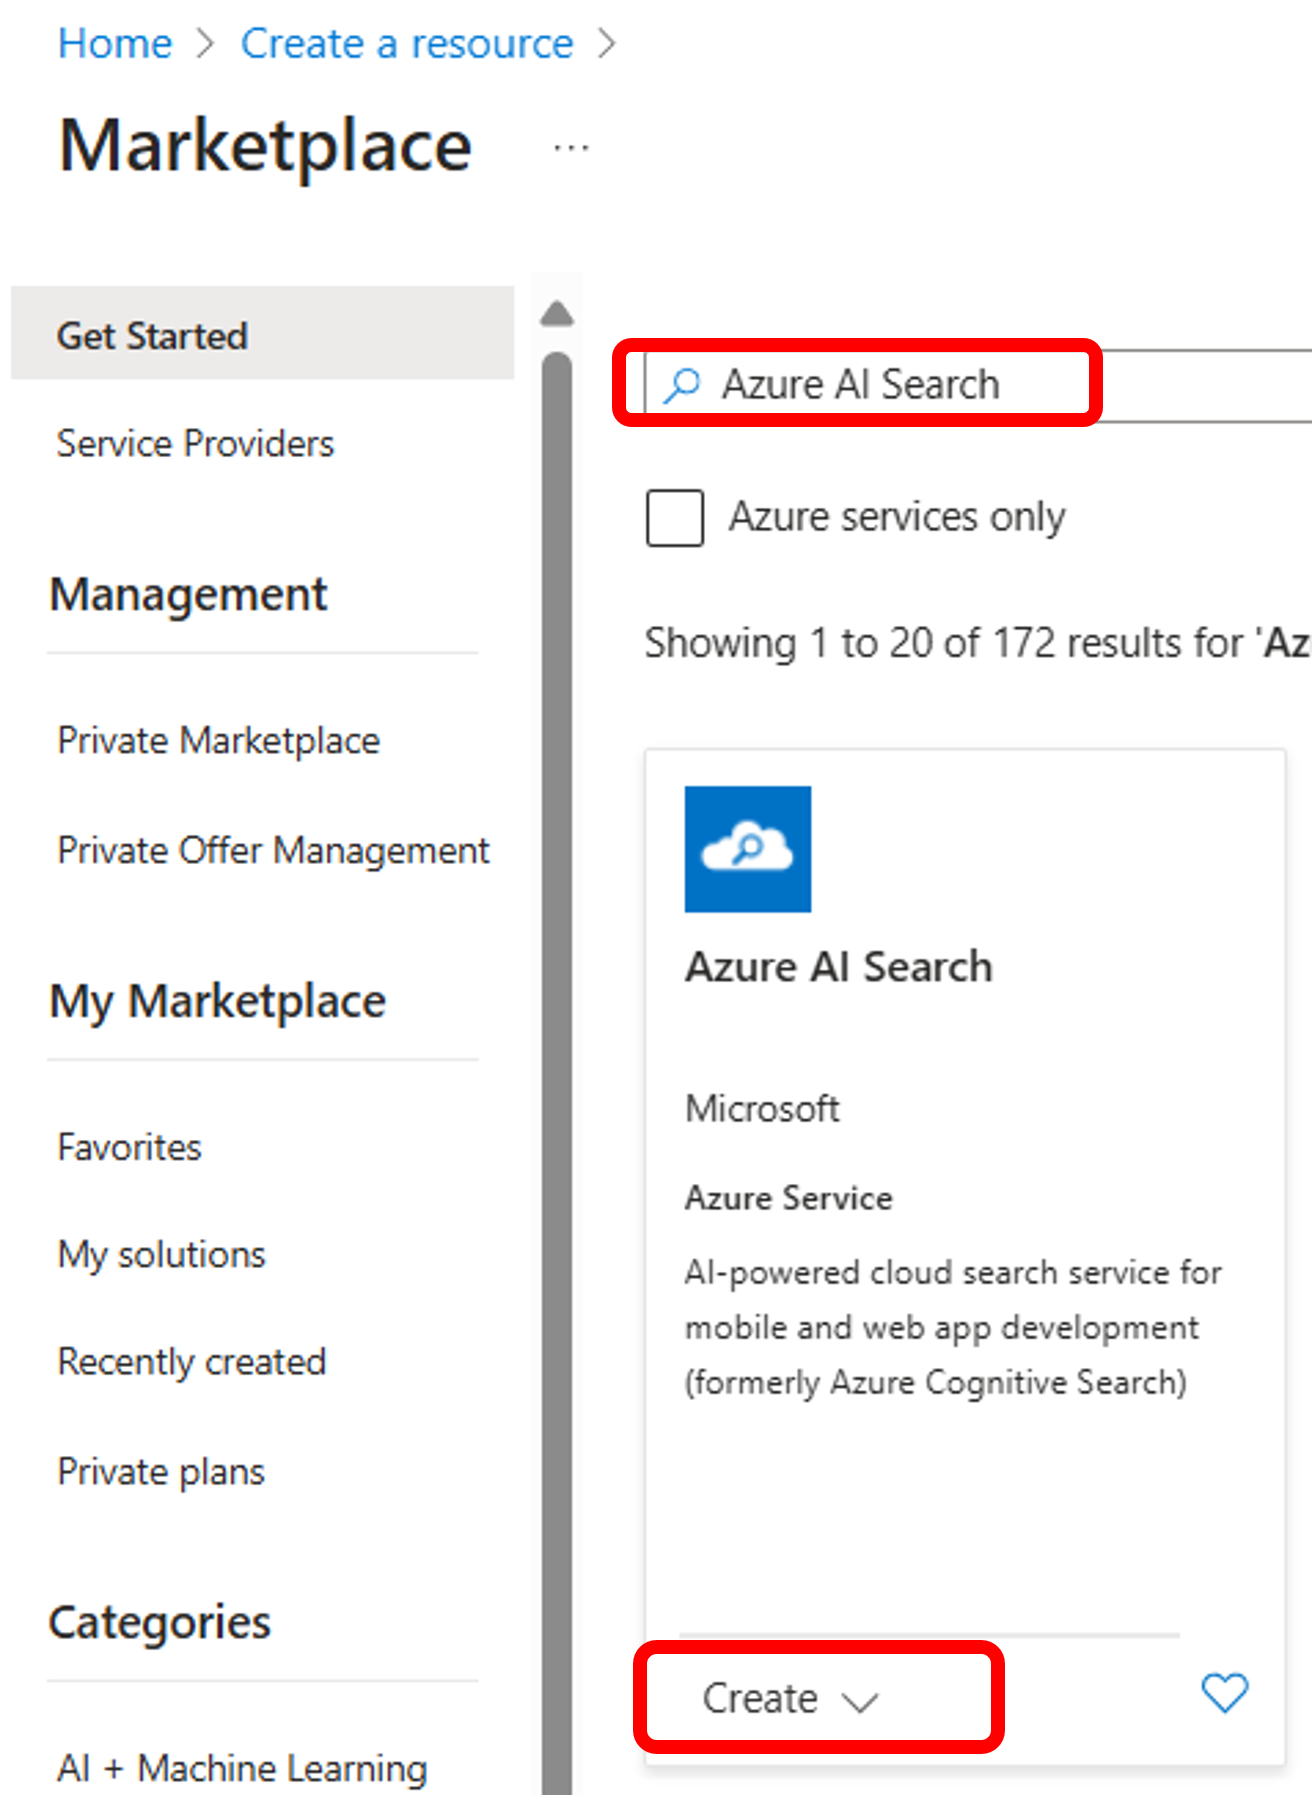 Home > Create a resource >
Marketplace ...
Get Started
Service Providers
Management
Private Marketplace
Private Offer Management
My Marketplace
Favorites
My solutions
Recently created
Private plans
Categories
AI + Machine Learning
Azure AI Search
Azure services only
Showing 1 to 20 of 172 results for 'Az
Azure AI Search
Microsoft
Azure Service
AI-powered cloud search service for
mobile and web app development
(formerly Azure Cognitive Search)
Create